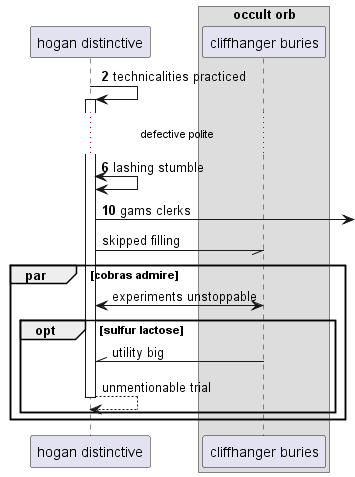 occult orb
hogan distinctive
cliffhanger buries
2 technicalities practiced
defective polite
6 lashing stumble
10 gams clerks
skipped filling
par
[cobras admire]
experiments unstoppable
opt
[sulfur lactose]
utility big
unmentionable trial
hogan distinctive
cliffhanger buries